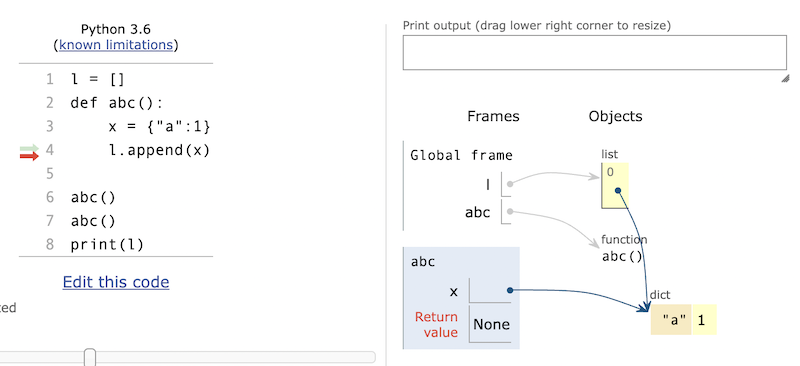 Python 3.6
(known limitations)
1 l = []
2 def abc():
3     x = {"a":1}
4     l.append(x)
5
6 abc()
7 abc()
8 print(l)
Edit this code
Print output (drag lower right corner to resize)
Frames
Objects
Global frame
l
abc
list
0
function
abc()
abc
x
Return
value
None
dict
"a" 1